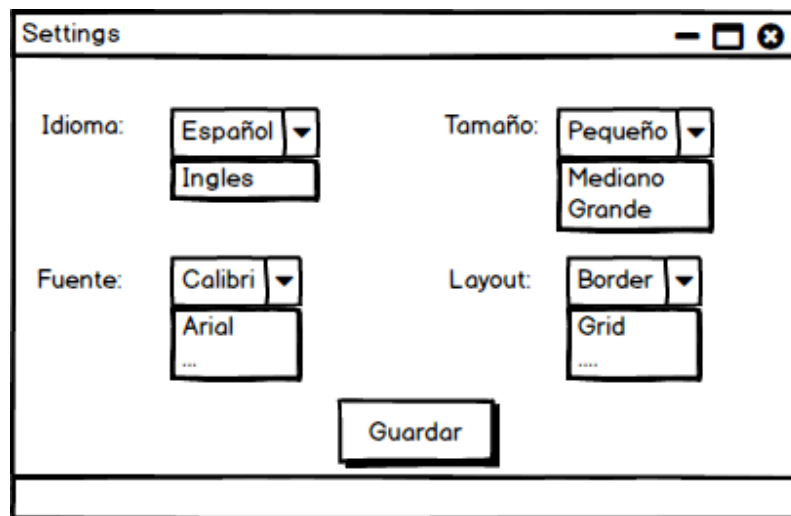 Settings
Idioma: Español Tamaño: Pequeño
Ingles Mediano
Grande
Fuente: Calibri Layout: Border
Arial Grid
... ....
Guardar